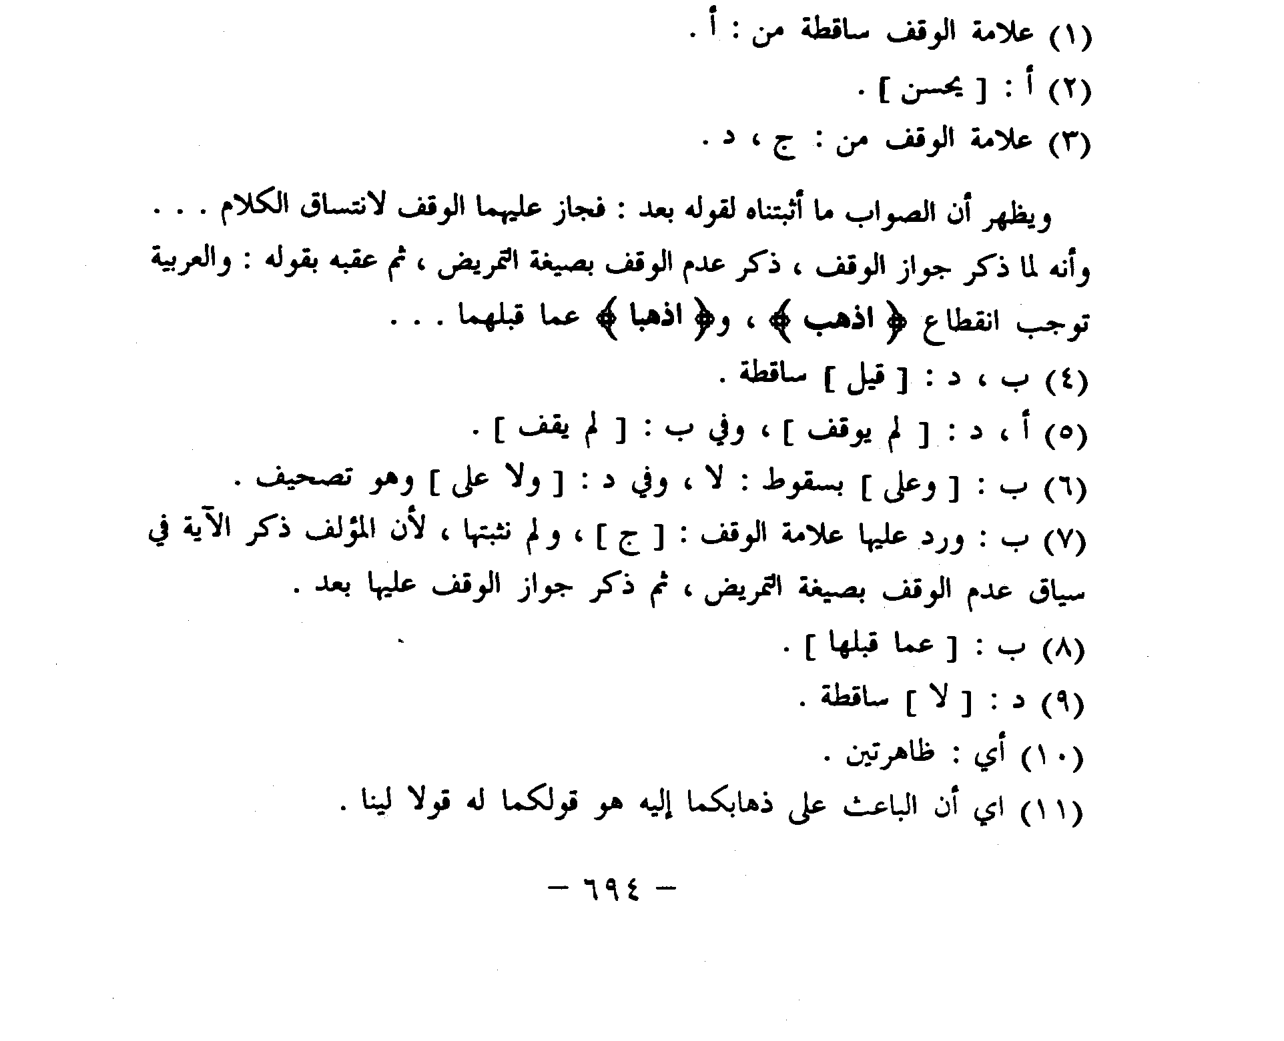 (١) علامة الوقف ساقطة من : أ .
(٢) أ : [ يحسن ] .
(٣) علامة الوقف من : ج ، د .
ويظهر أن الصواب ما أثبتناه لقوله بعد : فجاز عليهما الوقف لانتساق الكلام . . .
وأنه لما ذكر جواز الوقف ، ذكر عدم الوقف بصيغة التمريض ، ثم عقبه بقوله : والعربية
توجب انقطاع ﴿ اذهب ﴾ ، و﴿ اذهبا ﴾ عما قبلهما . . .
(٤) ب ، د : [ قيل ] ساقطة .
(٥) أ ، د : [ لم يوقف ] ، وفي ب : [ لم يقف ] .
(٦) ب : [ وعلى ] بسقوط : لا ، وفي د : [ ولا على ] وهو تصحيف .
(٧) ب : ورد عليها علامة الوقف : [ ج ] ، ولم نثبتها ، لأن المؤلف ذكر الآية في
سياق عدم الوقف بصيغة التمريض ، ثم ذكر جواز الوقف عليها بعد .
(٨) ب : [ عما قبلها ] .
(٩) د : [ لا ] ساقطة .
(١٠) أي : ظاهرتين .
(١١) اي أن الباعث على ذهابكما إليه هو قولكما له قولا لينا .
– ٦٩٤ –